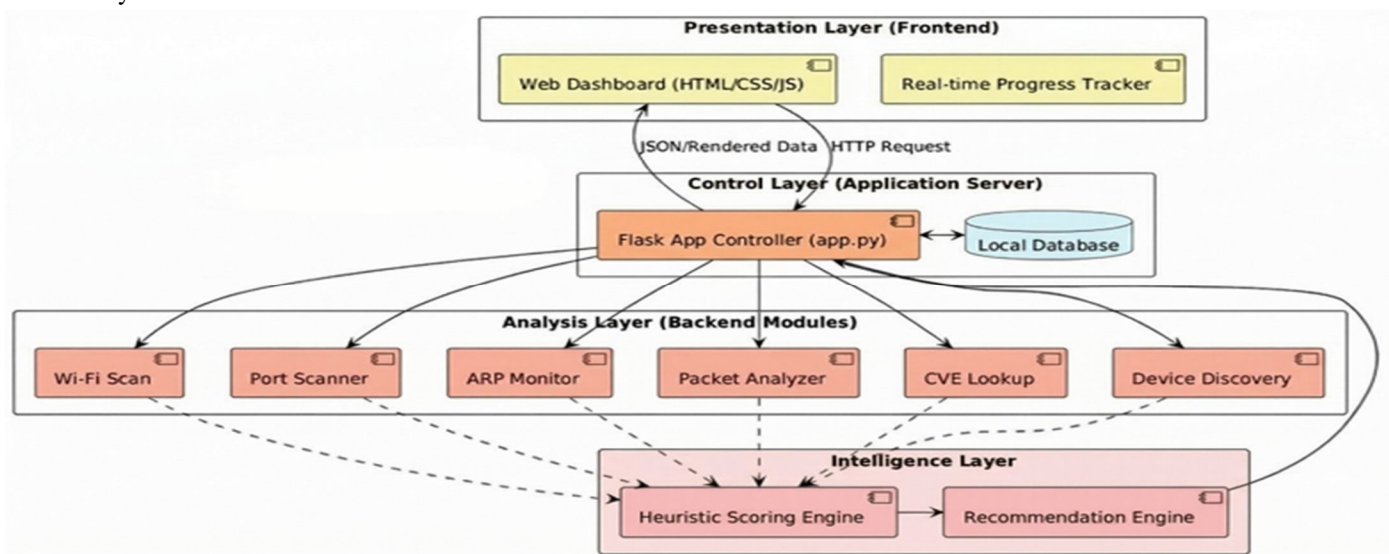 Presentation Layer (Frontend)
Web Dashboard (HTML/CSS/JS)
Real-time Progress Tracker
JSON/Rendered Data
HTTP Request
Control Layer (Application Server)
Flask App Controller (app.py)
Local Database
Analysis Layer (Backend Modules)
Wi-Fi Scan
Port Scanner
ARP Monitor
Packet Analyzer
CVE Lookup
Device Discovery
Intelligence Layer
Heuristic Scoring Engine
Recommendation Engine